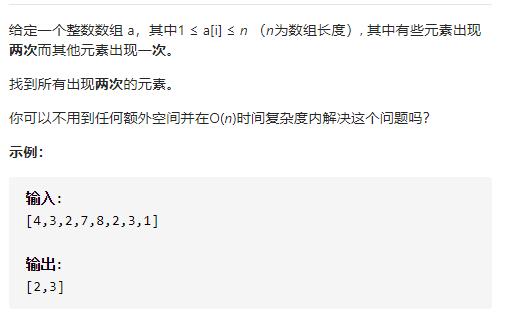 给定一个整数数组 a，其中1 ≤ a[i] ≤ n （n为数组长度）, 其中有些元素出现
两次而其他元素出现一次。
找到所有出现两次的元素。
你可以不用到任何额外空间并在O(n)时间复杂度内解决这个问题吗？
示例：
输入:
[4,3,2,7,8,2,3,1]
输出:
[2,3]